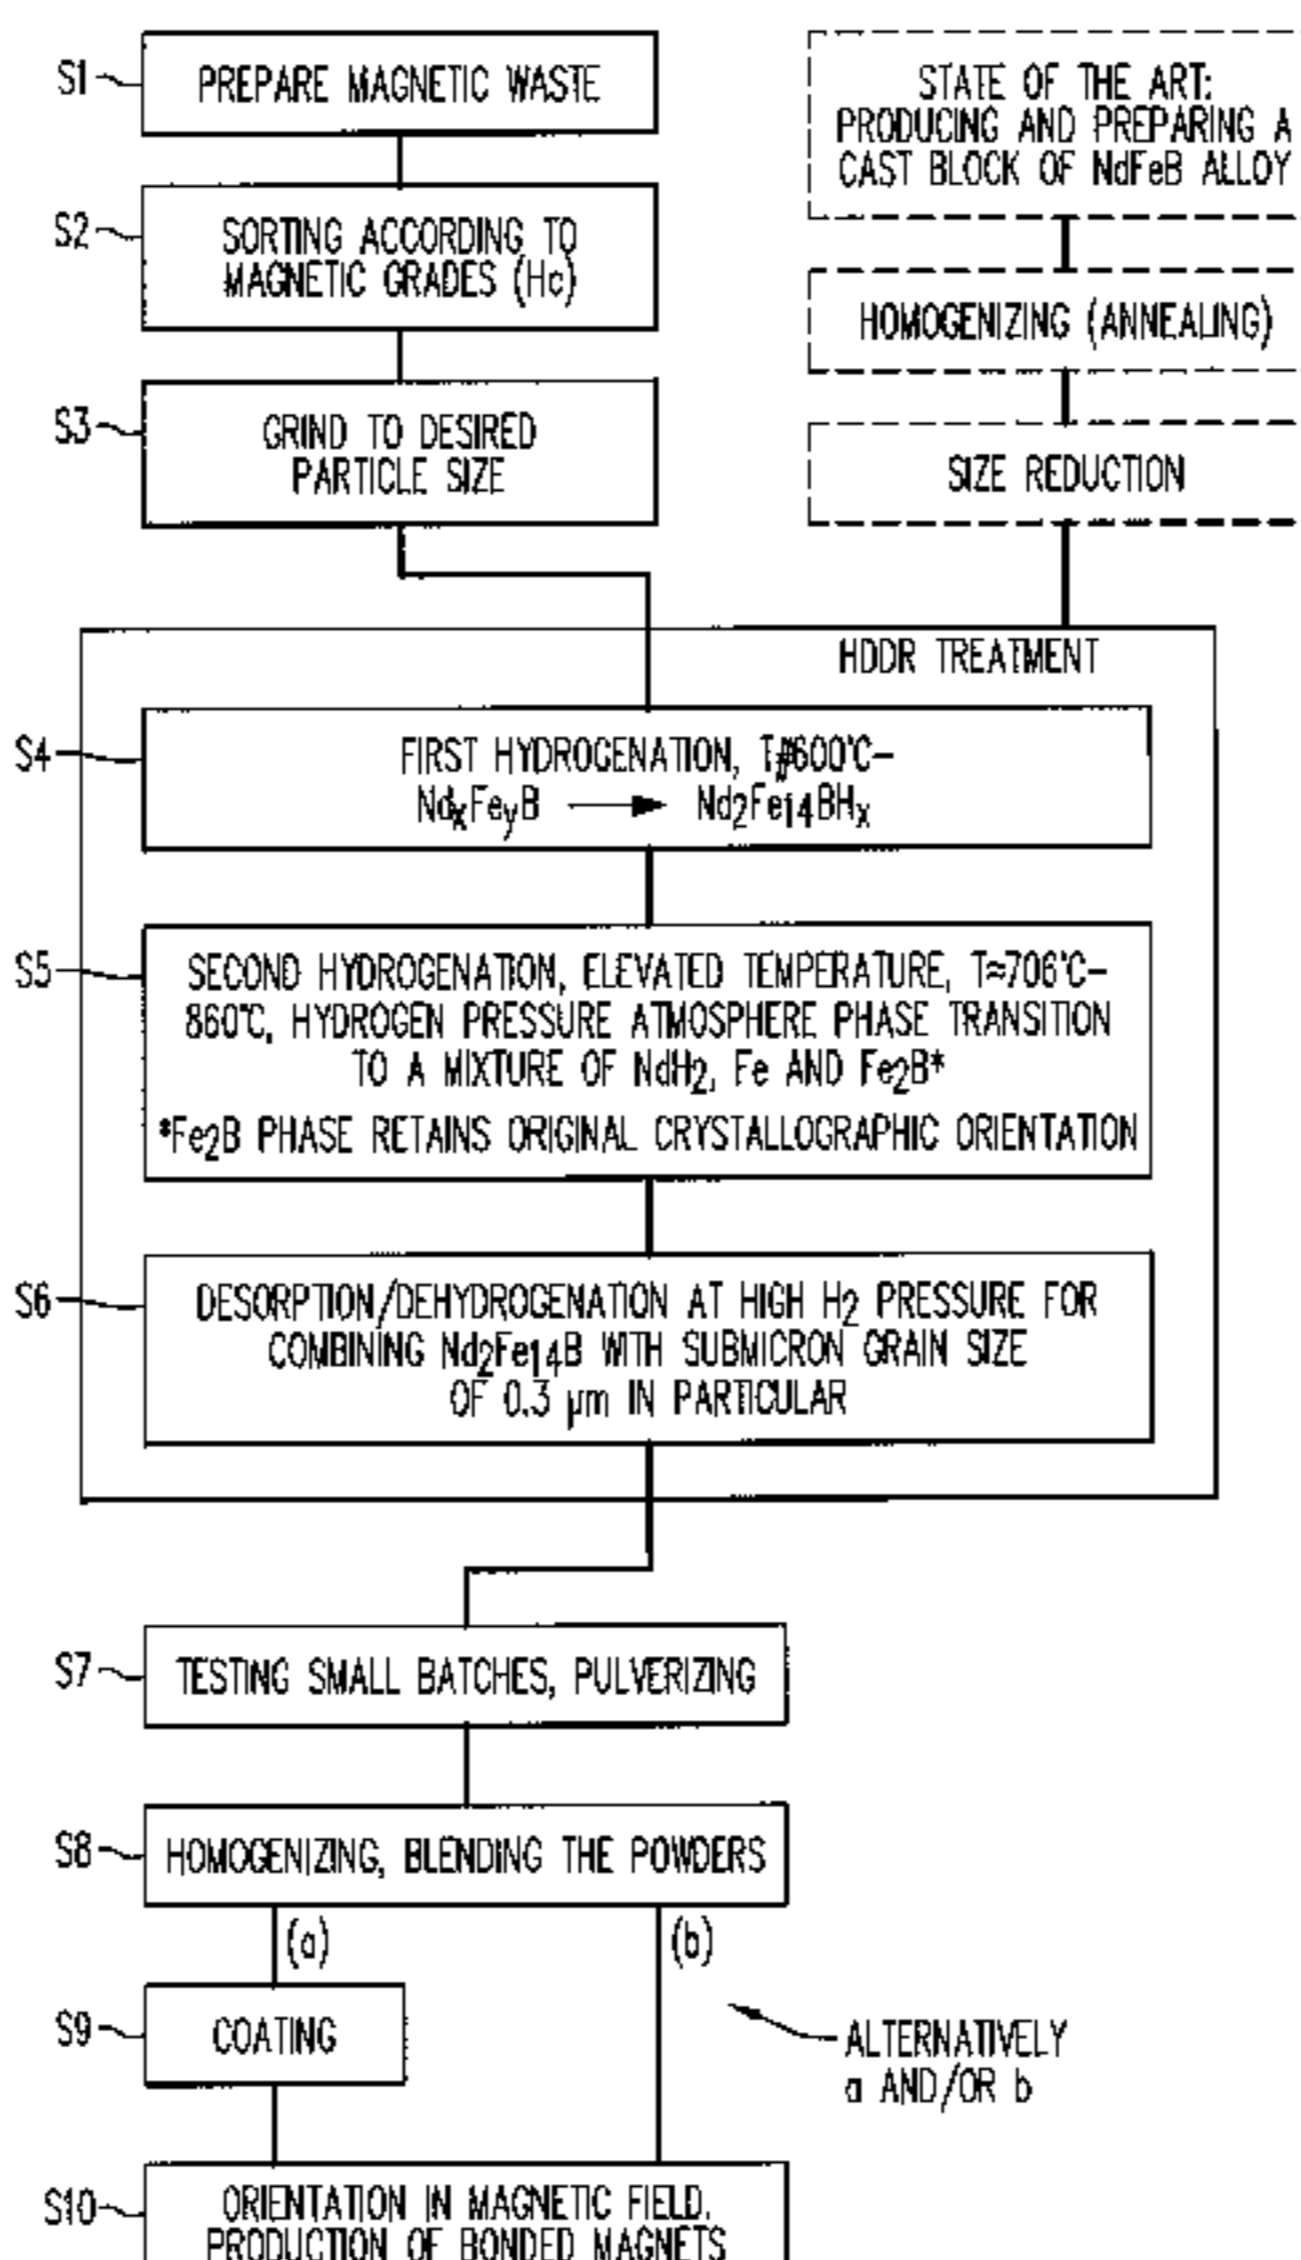 S1
PREPARE MAGNETIC WASTE
STATE OF THE ART:
PRODUCING AND PREPARING A
CAST BLOCK OF NdFeB ALLOY
S2
SORTING ACCORDING TO
MAGNETIC GRADES (Hc)
HOMOGENIZING (ANNEALING)
S3
GRIND TO DESIRED
PARTICLE SIZE
SIZE REDUCTION
HDDR TREATMENT
S4
FIRST HYDROGENATION, T#600°C–
NdxFeyB → Nd2Fe14BHx
S5
SECOND HYDROGENATION, ELEVATED TEMPERATURE, T≈706°C–
860°C, HYDROGEN PRESSURE ATMOSPHERE PHASE TRANSITION
TO A MIXTURE OF NdH2, Fe AND Fe2B*
*Fe2B PHASE RETAINS ORIGINAL CRYSTALLOGRAPHIC ORIENTATION
S6
DESORPTION/DEHYDROGENATION AT HIGH H2 PRESSURE FOR
COMBINING Nd2Fe14B WITH SUBMICRON GRAIN SIZE
OF 0.3 µm IN PARTICULAR
S7
TESTING SMALL BATCHES, PULVERIZING
S8
HOMOGENIZING, BLENDING THE POWDERS
(a)
(b)
S9
COATING
ALTERNATIVELY
a AND/OR b
S10
ORIENTATION IN MAGNETIC FIELD.
PRODUCTION OF BONDED MAGNETS